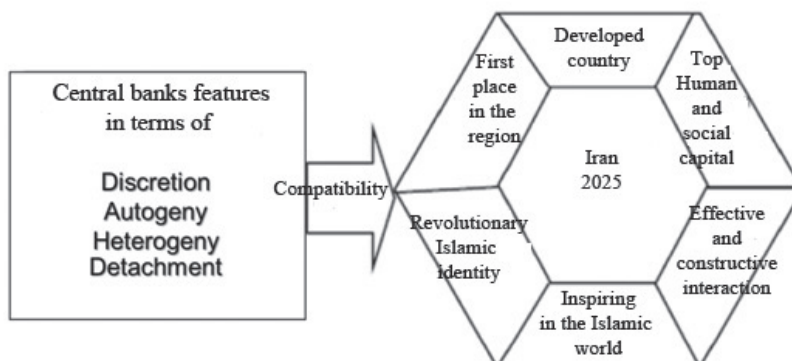 Central banks features
in terms of
Discretion
Autogeny
Heterogeny
Detachment
Compatibility
First
place
in the
region
Developed
country
Top
Human
and
social
capital
Iran
2025
Revolutionary
Islamic
identity
Effective
and
constructive
interaction
Inspiring
in the Islamic
world